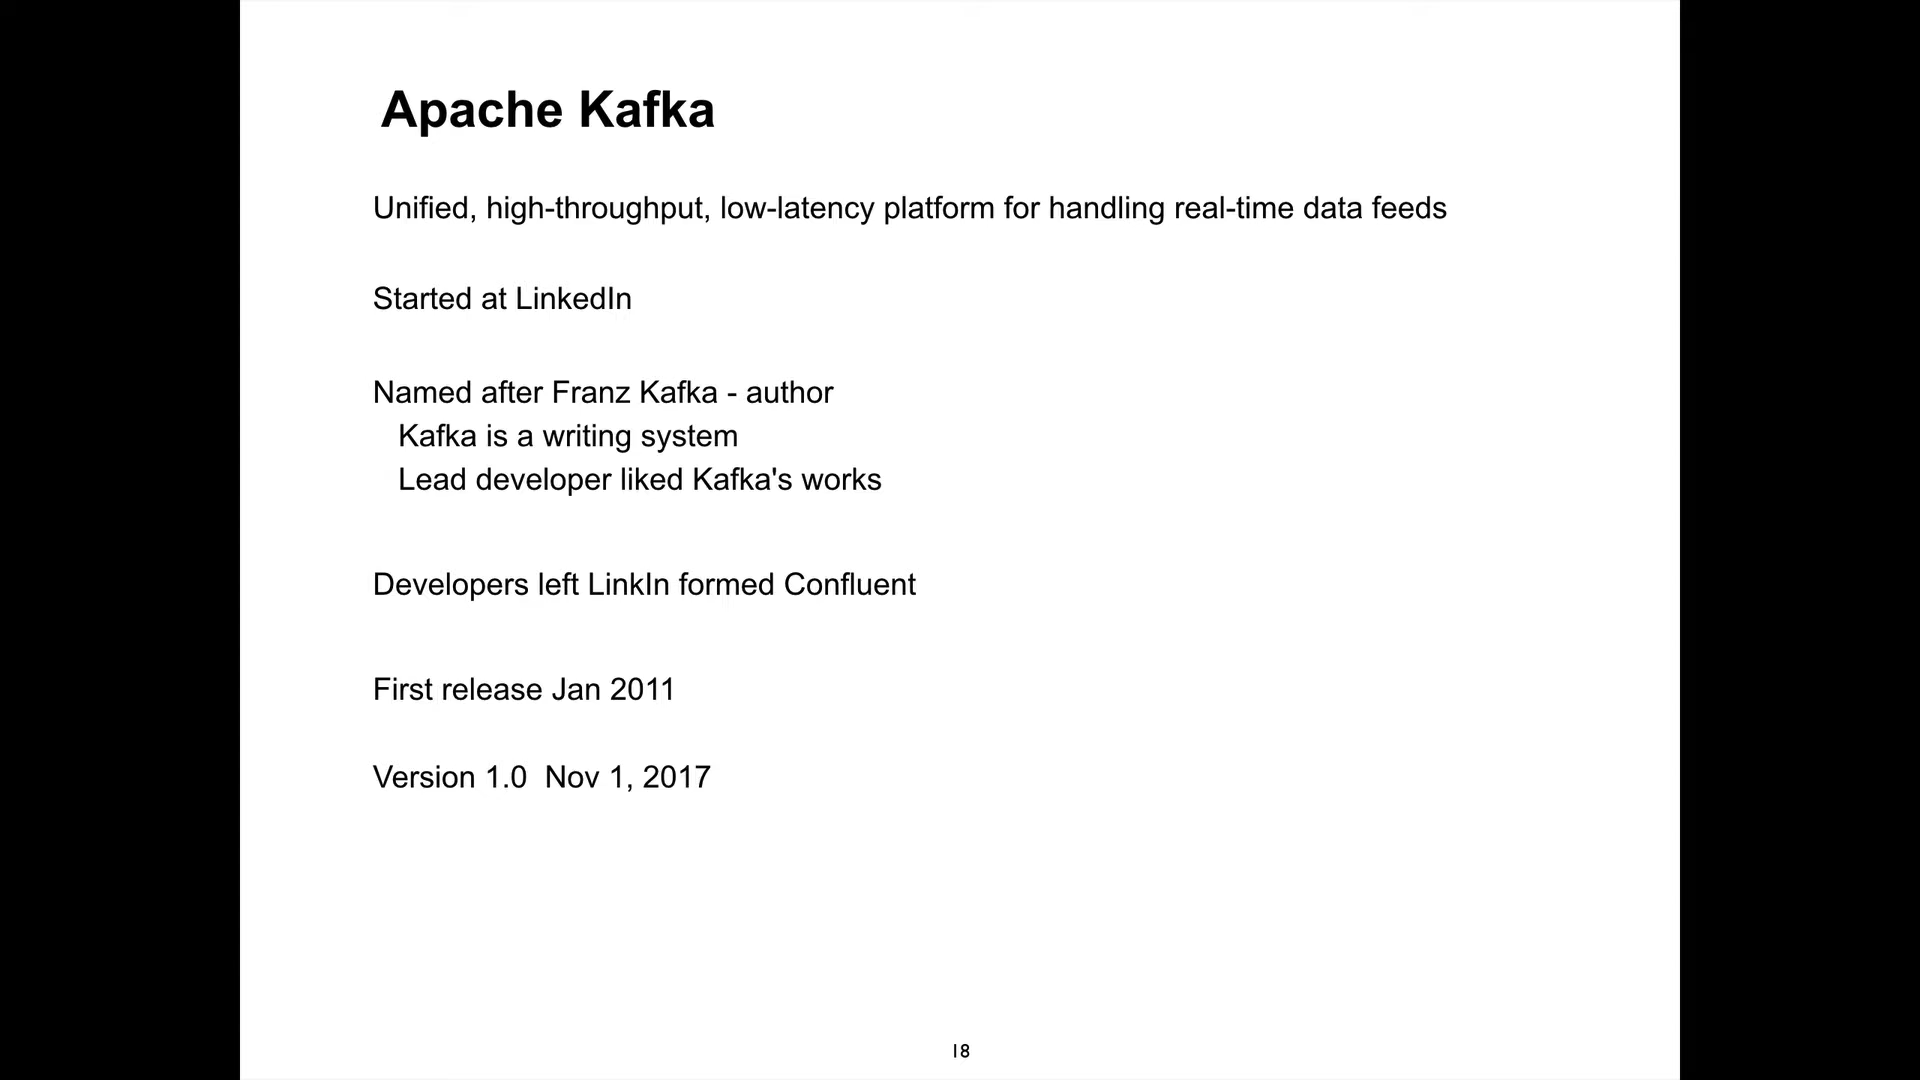 Apache Kafka
Unified, high-throughput, low-latency platform for handling real-time data feeds
Started at LinkedIn
Named after Franz Kafka - author
Kafka is a writing system
Lead developer liked Kafka's works
Developers left LinkIn formed Confluent
First release Jan 2011
Version 1.0  Nov 1, 2017
18